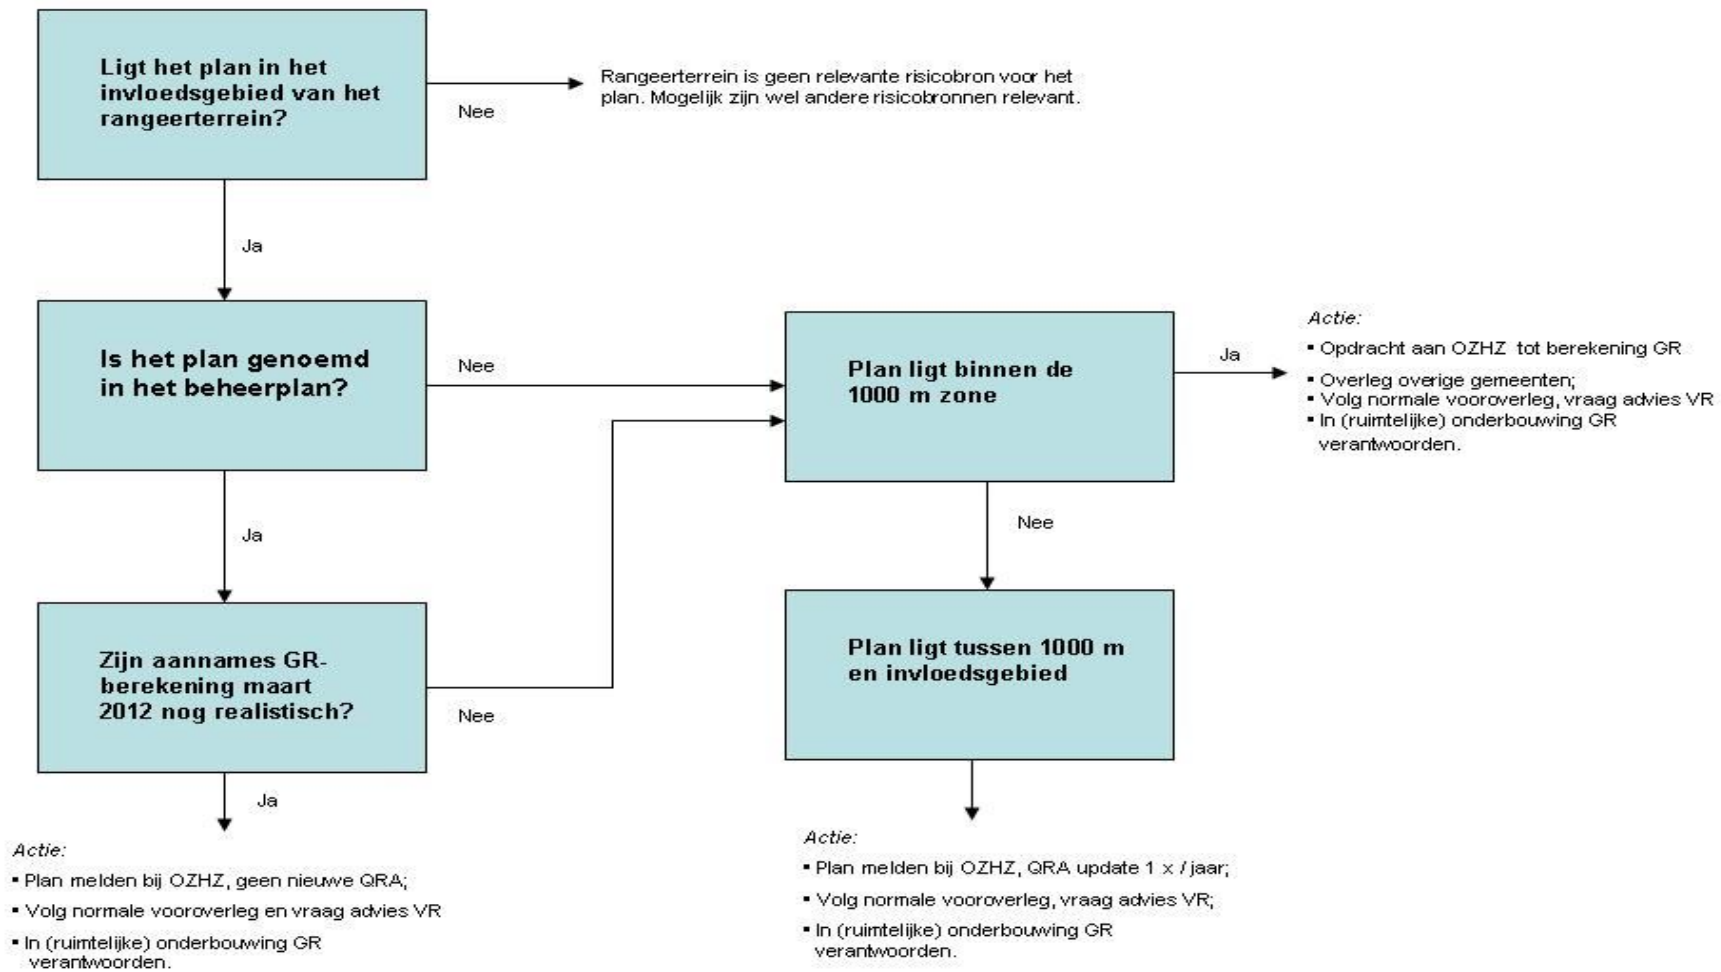 Ligt het plan in het
invloedsgebied van het
rangeerterrein?
Nee
Rangeerterrein is geen relevante risicobron voor het
plan. Mogelijk zijn wel andere risicobronnen relevant.
Ja
Is het plan genoemd
in het beheerplan?
Nee
Plan ligt binnen de
1000 m zone
Ja
Actie:
▪ Opdracht aan OZHZ tot berekening GR
▪ Overleg overige gemeenten;
▪ Volg normale vooroverleg, vraag advies VR
▪ In (ruimtelijke) onderbouwing GR
verantwoorden.
Ja
Nee
Zijn aannames GR-
berekening maart
2012 nog realistisch?
Nee
Plan ligt tussen 1000 m
en invloedsgebied
Ja
Actie:
▪ Plan melden bij OZHZ, geen nieuwe QRA;
▪ Volg normale vooroverleg en vraag advies VR
▪ In (ruimtelijke) onderbouwing GR
verantwoorden.
Actie:
▪ Plan melden bij OZHZ, QRA update 1 x / jaar;
▪ Volg normale vooroverleg, vraag advies VR;
▪ In (ruimtelijke) onderbouwing GR
verantwoorden.